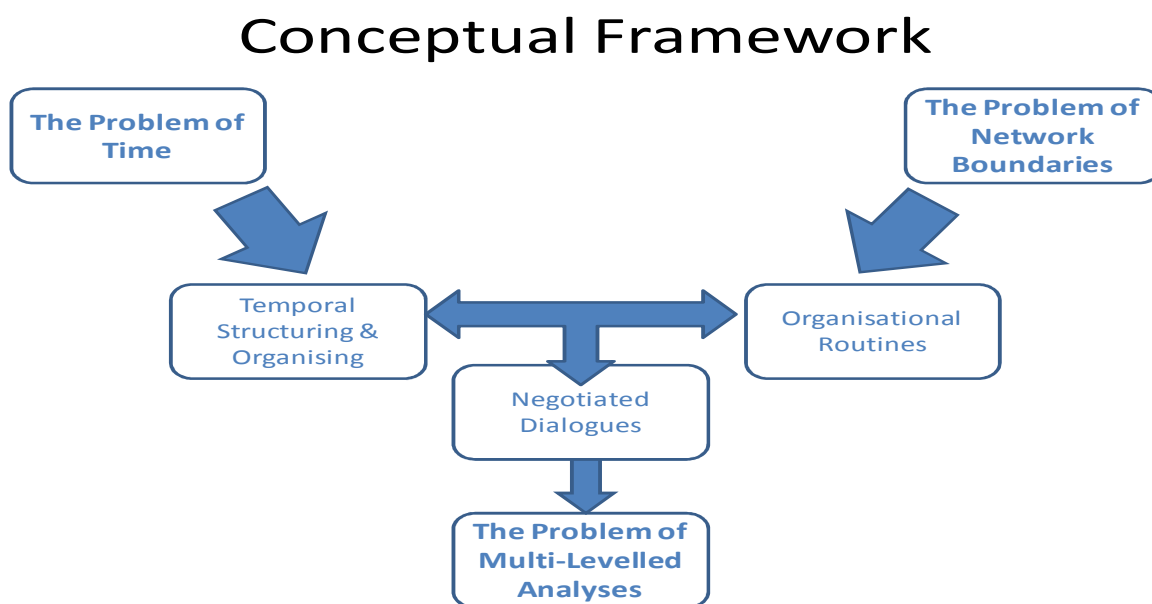 Conceptual Framework
The Problem of
Time
The Problem of
Network
Boundaries
Temporal
Structuring &
Organising
Organisational
Routines
Negotiated
Dialogues
The Problem of
Multi-Levelled
Analyses